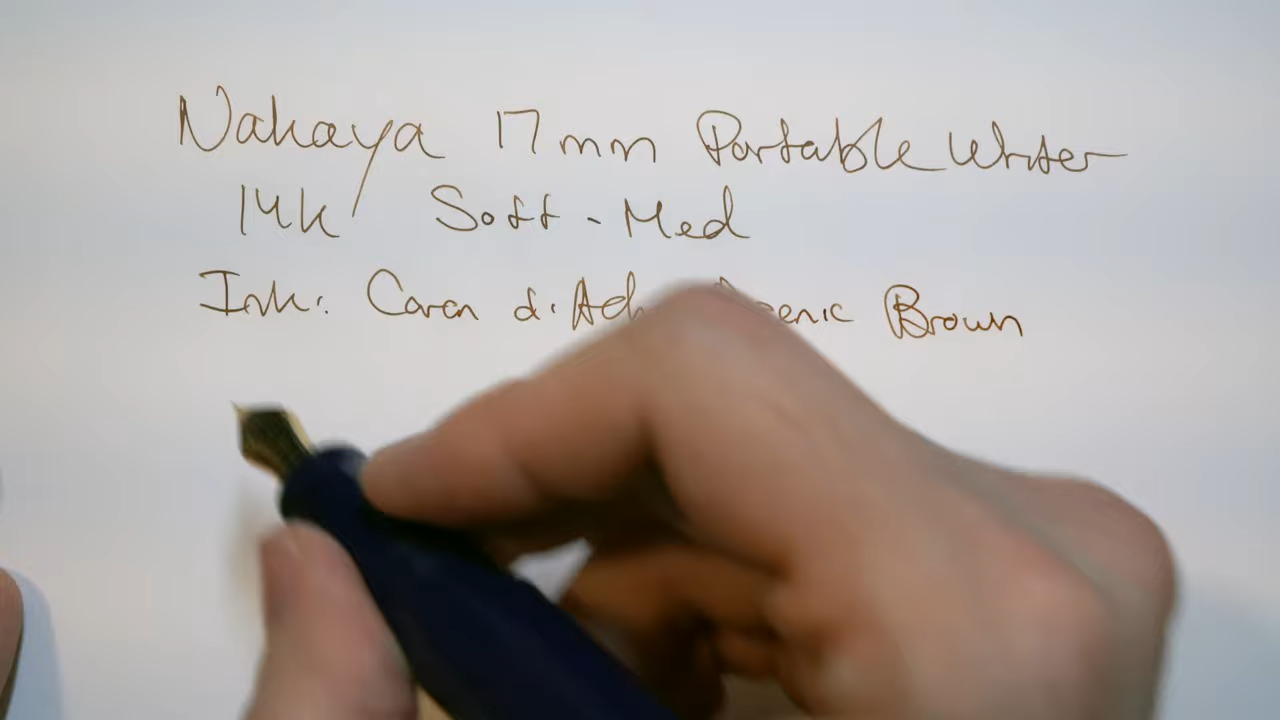 Nakaya 17mm Portable Writer
14k Soft - Med
Ink: Caran d'Ach Brown